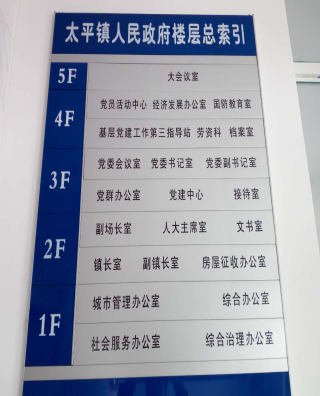 太平镇人民政府楼层总索引
5F 大会议室
4F 党员活动中心 经济发展办公室 国防教育室
基层党建工作第三指导站 劳资科 档案室
3F 党委会议室 党委书记室 党委副书记室
党群办公室 党建中心 接待室
2F 副场长室 人大主席室 文书室
镇长室 副镇长室 房屋征收办公室
1F 城市管理办公室 综合办公室
社会服务办公室 综合治理办公室